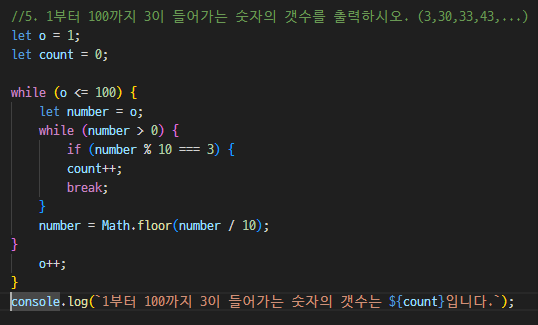 //5. 1부터 100까지 3이 들어가는 숫자의 갯수를 출력하시오. (3,30,33,43,...)
let o = 1;
let count = 0;
while (o <= 100) {
let number = o;
while (number > 0) {
if (number % 10 === 3) {
count++;
break;
}
number = Math.floor(number / 10);
}
o++;
}
console.log(`1부터 100까지 3이 들어가는 숫자의 갯수는 ${count}입니다.`);